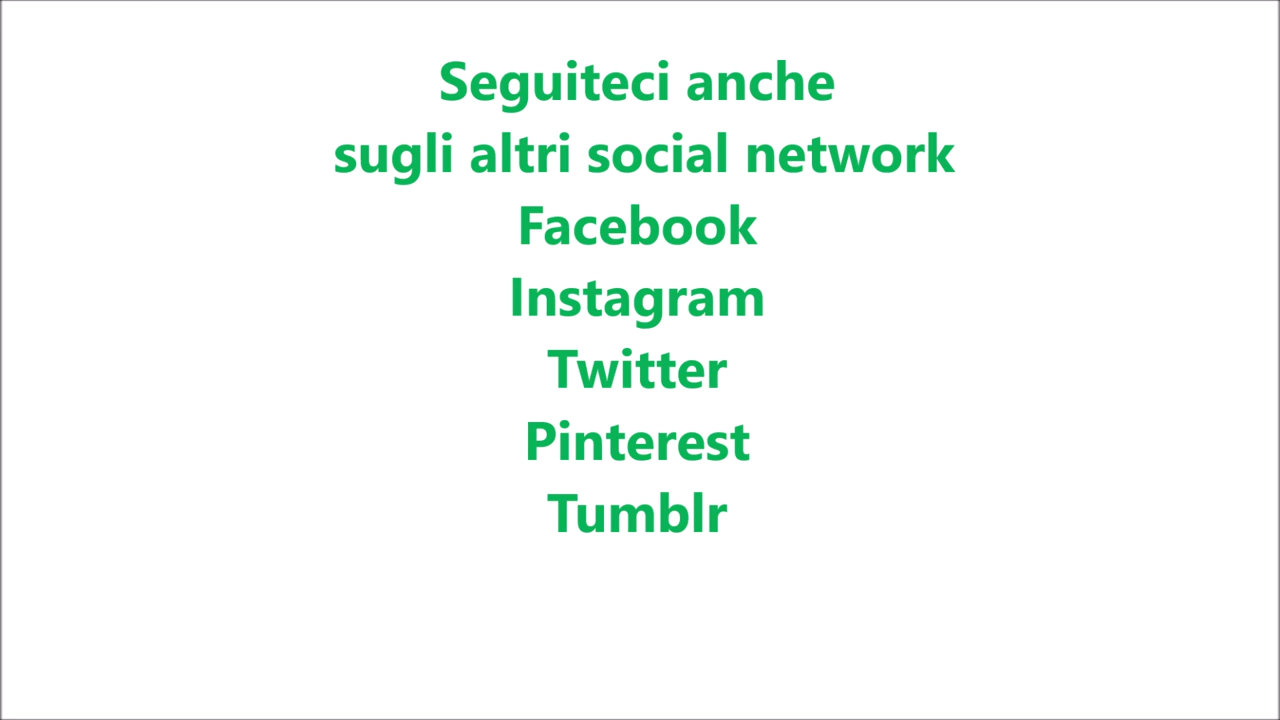 Seguiteci anche
sugli altri social network
Facebook
Instagram
Twitter
Pinterest
Tumblr